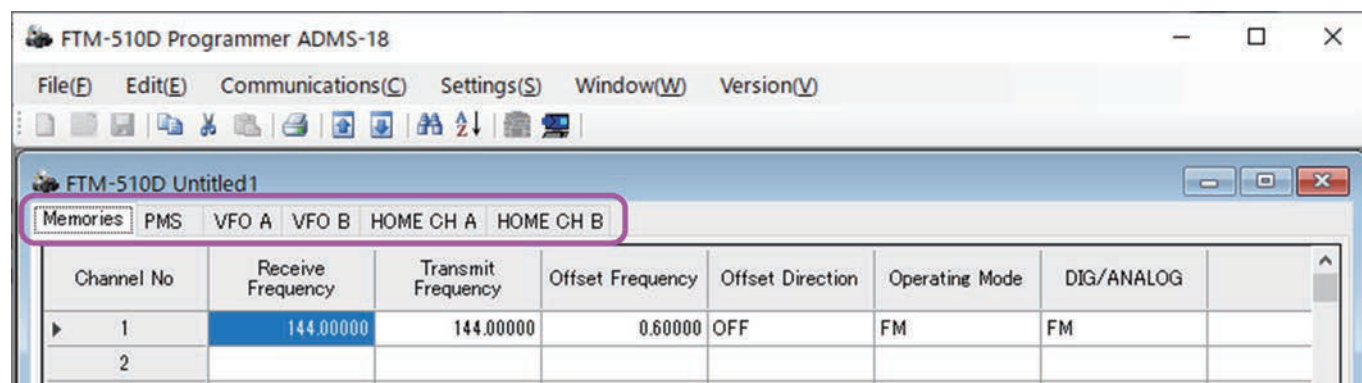 FTM-510D Programmer ADMS-18
File(F) Edit(E) Communications(C) Settings(S) Window(W) Version(V)
FTM-510D Untitled1
Memories PMS VFO A VFO B HOME CH A HOME CH B
Channel No Receive Frequency Transmit Frequency Offset Frequency Offset Direction Operating Mode DIG/ANALOG
1 144.00000 144.00000 0.60000 OFF FM FM
2